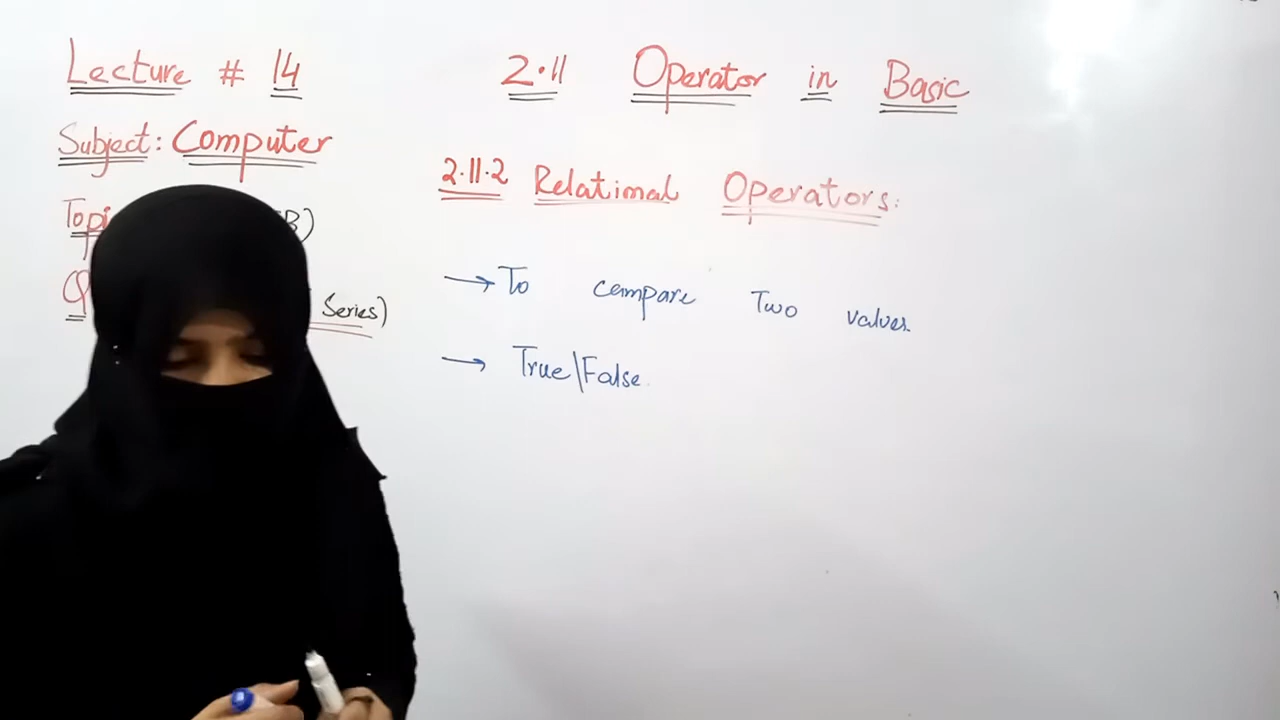 Lecture # 14
Subject: Computer
Series)
2.11 Operator in Basic
2.11.2 Relatimal Operators:
→ To compare Two values.
→ True\False.